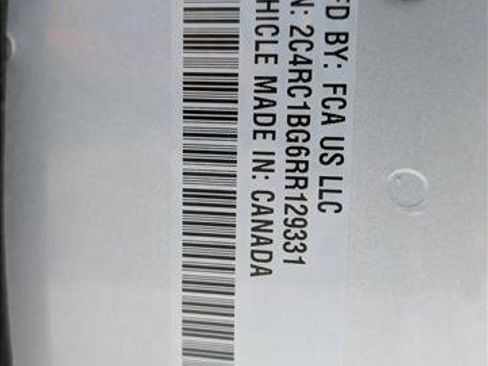 FD BY: FCA US LLC
N: 2C4RC1BG6RR129331
HICLE MADE IN: CANADA